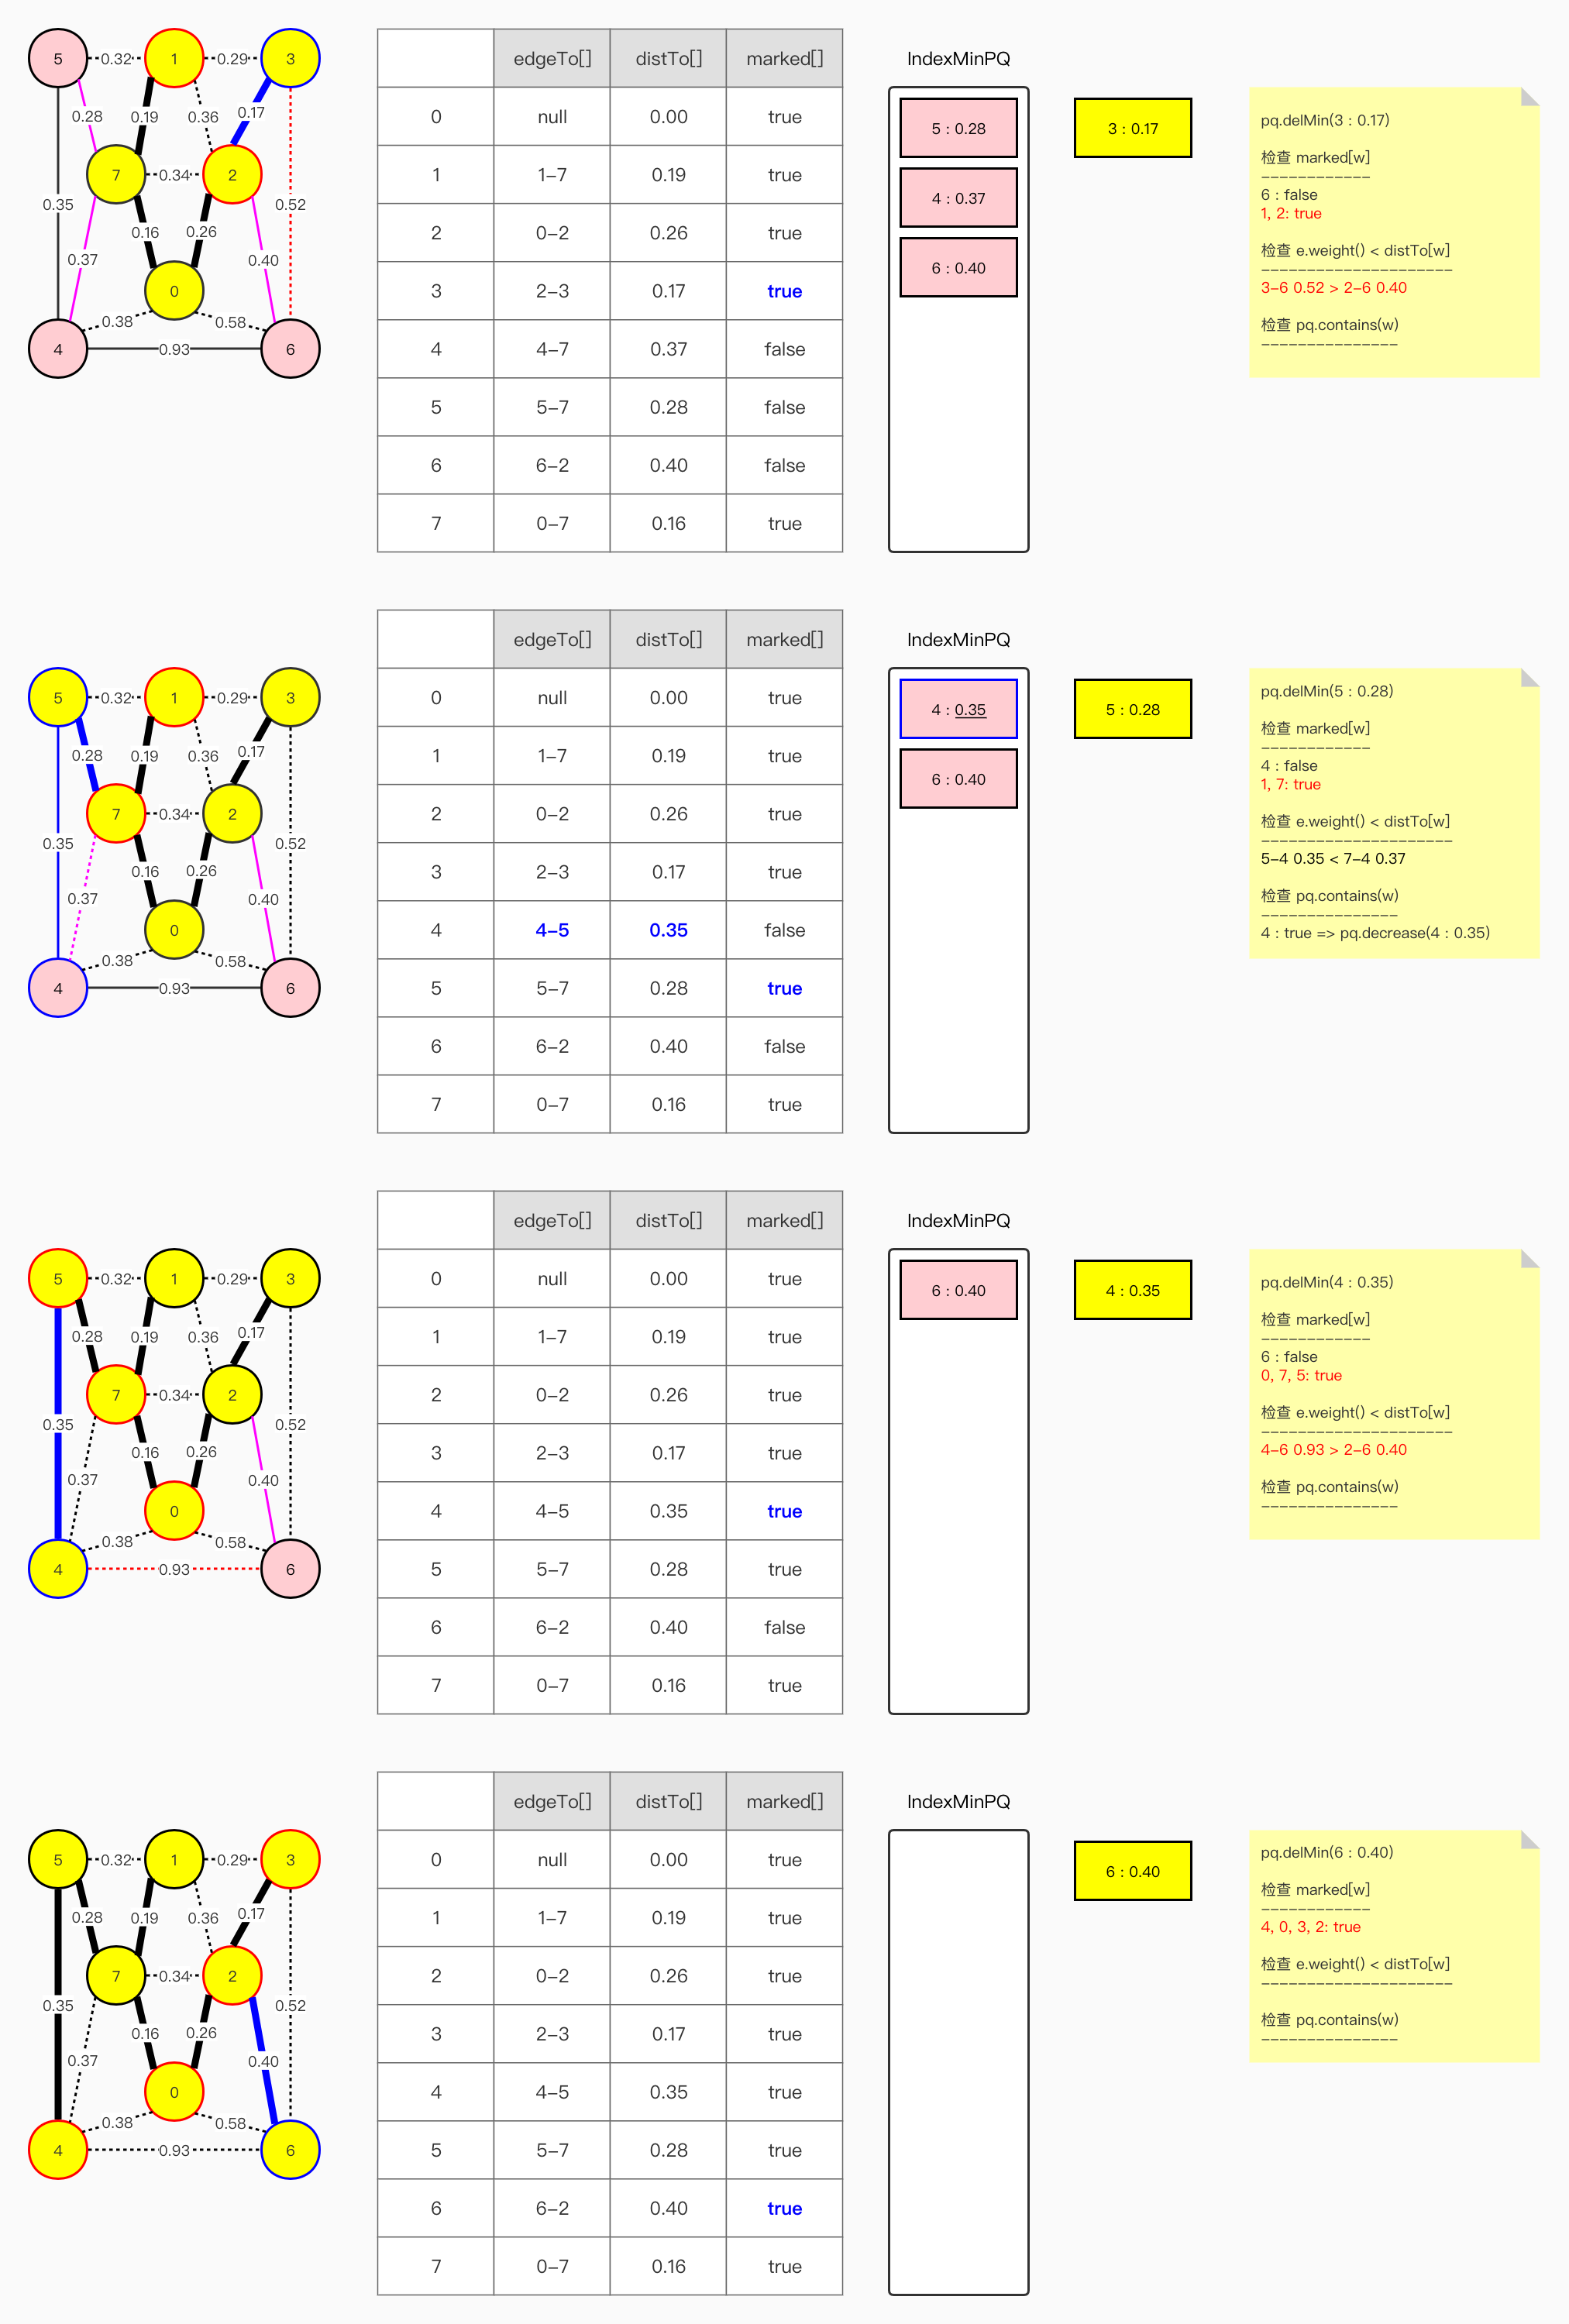 5 0.32 1 0.29 3
0.28 0.19 0.36 0.17
7 0.34 2
0.35 0.52
0.16 0.26
0.37 0.40
0
0.38 0.58
4 0.93 6
edgeTo[] distTo[] marked[]
0 null 0.00 true
1 1-7 0.19 true
2 0-2 0.26 true
3 2-3 0.17 true
4 4-7 0.37 false
5 5-7 0.28 false
6 6-2 0.40 false
7 0-7 0.16 true
IndexMinPQ
5 : 0.28
4 : 0.37
6 : 0.40
3 : 0.17
pq.delMin(3 : 0.17)
检查 marked[w]
------------
6 : false
1, 2: true
检查 e.weight() < distTo[w]
---------------------
3-6 0.52 > 2-6 0.40
检查 pq.contains(w)
---------------
5 0.32 1 0.29 3
0.28 0.19 0.36 0.17
7 0.34 2
0.35 0.52
0.16 0.26
0.37 0.40
0
0.38 0.58
4 0.93 6
edgeTo[] distTo[] marked[]
0 null 0.00 true
1 1-7 0.19 true
2 0-2 0.26 true
3 2-3 0.17 true
4 4-5 0.35 false
5 5-7 0.28 true
6 6-2 0.40 false
7 0-7 0.16 true
IndexMinPQ
4 : 0.35
6 : 0.40
5 : 0.28
pq.delMin(5 : 0.28)
检查 marked[w]
------------
4 : false
1, 7: true
检查 e.weight() < distTo[w]
---------------------
5-4 0.35 < 7-4 0.37
检查 pq.contains(w)
---------------
4 : true => pq.decrease(4 : 0.35)
5 0.32 1 0.29 3
0.28 0.19 0.36 0.17
7 0.34 2
0.35 0.52
0.16 0.26
0.37 0.40
0
0.38 0.58
4 0.93 6
edgeTo[] distTo[] marked[]
0 null 0.00 true
1 1-7 0.19 true
2 0-2 0.26 true
3 2-3 0.17 true
4 4-5 0.35 true
5 5-7 0.28 true
6 6-2 0.40 false
7 0-7 0.16 true
IndexMinPQ
6 : 0.40
4 : 0.35
pq.delMin(4 : 0.35)
检查 marked[w]
------------
6 : false
0, 7, 5: true
检查 e.weight() < distTo[w]
---------------------
4-6 0.93 > 2-6 0.40
检查 pq.contains(w)
---------------
5 0.32 1 0.29 3
0.28 0.19 0.36 0.17
7 0.34 2
0.35 0.52
0.16 0.26
0.37 0.40
0
0.38 0.58
4 0.93 6
edgeTo[] distTo[] marked[]
0 null 0.00 true
1 1-7 0.19 true
2 0-2 0.26 true
3 2-3 0.17 true
4 4-5 0.35 true
5 5-7 0.28 true
6 6-2 0.40 true
7 0-7 0.16 true
IndexMinPQ
6 : 0.40
pq.delMin(6 : 0.40)
检查 marked[w]
------------
4, 0, 3, 2: true
检查 e.weight() < distTo[w]
---------------------
检查 pq.contains(w)
---------------